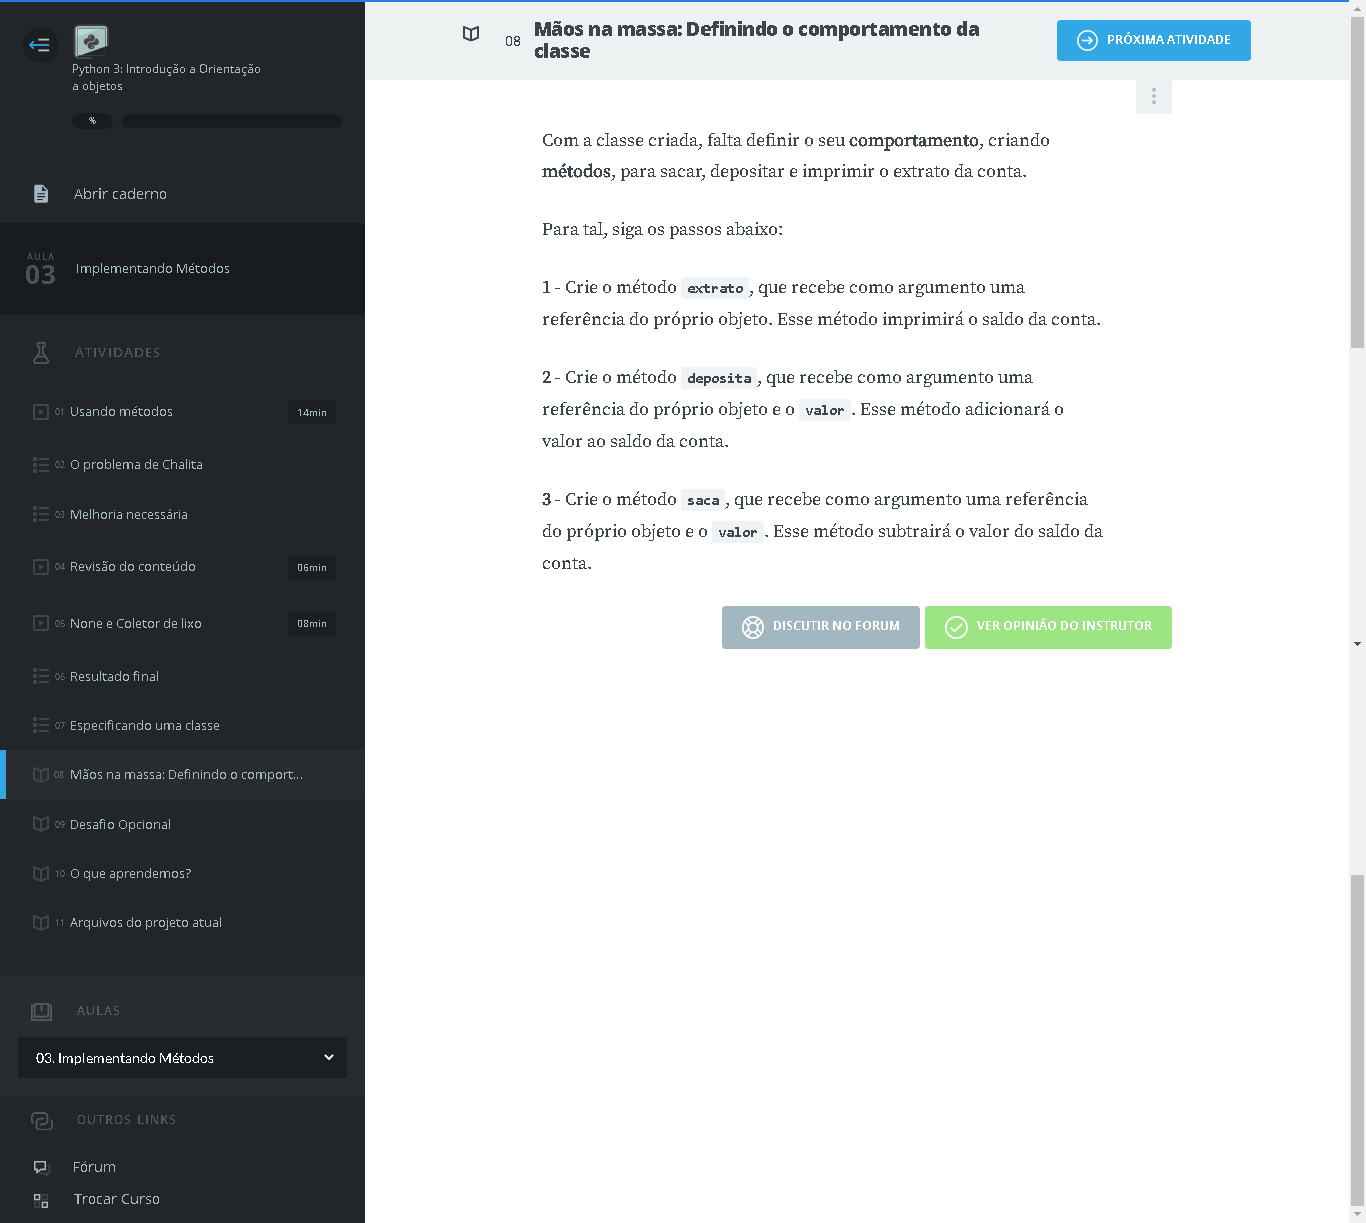 Python 3: Introdução a Orientação
a objetos
%
Abrir caderno
AULA
03
Implementando Métodos
ATIVIDADES
01 Usando métodos 14min
02 O problema de Chalita
03 Melhoria necessária
04 Revisão do conteúdo 06min
05 None e Coletor de lixo 08min
06 Resultado final
07 Especificando uma classe
08 Mãos na massa: Definindo o comport...
09 Desafio Opcional
10 O que aprendemos?
11 Arquivos do projeto atual
AULAS
03. Implementando Métodos
OUTROS LINKS
Fórum
Trocar Curso
08
Mãos na massa: Definindo o comportamento da
classe
PRÓXIMA ATIVIDADE
Com a classe criada, falta definir o seu comportamento, criando
métodos, para sacar, depositar e imprimir o extrato da conta.
Para tal, siga os passos abaixo:
1 - Crie o método extrato, que recebe como argumento uma
referência do próprio objeto. Esse método imprimirá o saldo da conta.
2 - Crie o método deposita, que recebe como argumento uma
referência do próprio objeto e o valor. Esse método adicionará o
valor ao saldo da conta.
3 - Crie o método saca, que recebe como argumento uma referência
do próprio objeto e o valor. Esse método subtrairá o valor do saldo da
conta.
DISCUTIR NO FORUM
VER OPINIÃO DO INSTRUTOR